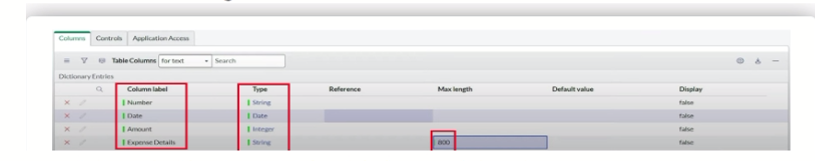 Columns Controls Application Access
Table Columns for text Search
Dictionary Entries
Column label Type Reference Max length Default value Display
Number String false
Date Date false
Amount Integer false
Expense Details String 800 false